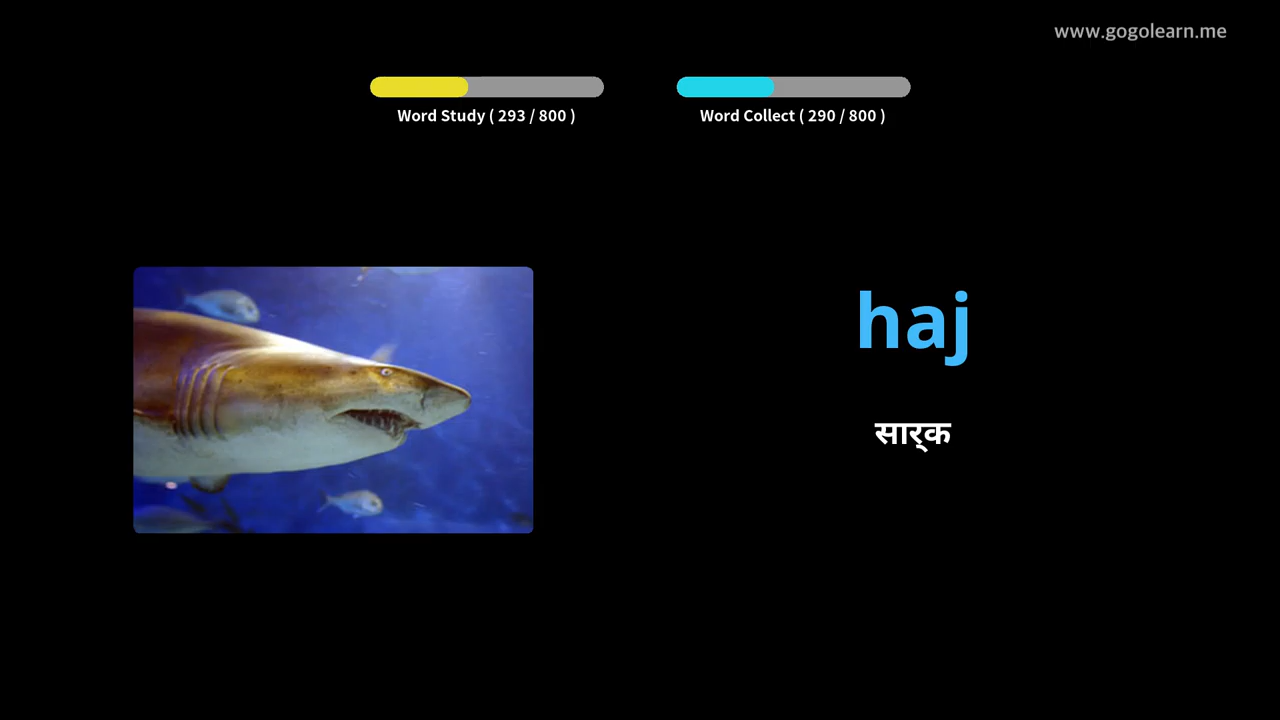 www.gogolearn.me
Word Study ( 293 / 800 )
Word Collect ( 290 / 800 )
haj
सार्‌क